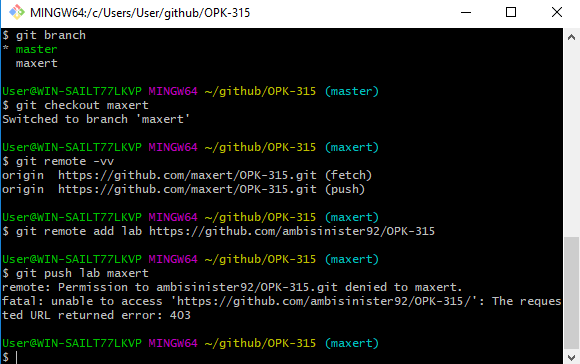 MINGW64:/c/Users/User/github/OPK-315
$ git branch
* master
  maxert
User@WIN-SAILT77LKVP MINGW64 ~/github/OPK-315 (master)
$ git checkout maxert
Switched to branch 'maxert'
User@WIN-SAILT77LKVP MINGW64 ~/github/OPK-315 (maxert)
$ git remote -vv
origin  https://github.com/maxert/OPK-315.git (fetch)
origin  https://github.com/maxert/OPK-315.git (push)
User@WIN-SAILT77LKVP MINGW64 ~/github/OPK-315 (maxert)
$ git remote add lab https://github.com/ambisinister92/OPK-315
User@WIN-SAILT77LKVP MINGW64 ~/github/OPK-315 (maxert)
$ git push lab maxert
remote: Permission to ambisinister92/OPK-315.git denied to maxert.
fatal: unable to access 'https://github.com/ambisinister92/OPK-315/': The reques
ted URL returned error: 403
User@WIN-SAILT77LKVP MINGW64 ~/github/OPK-315 (maxert)
$